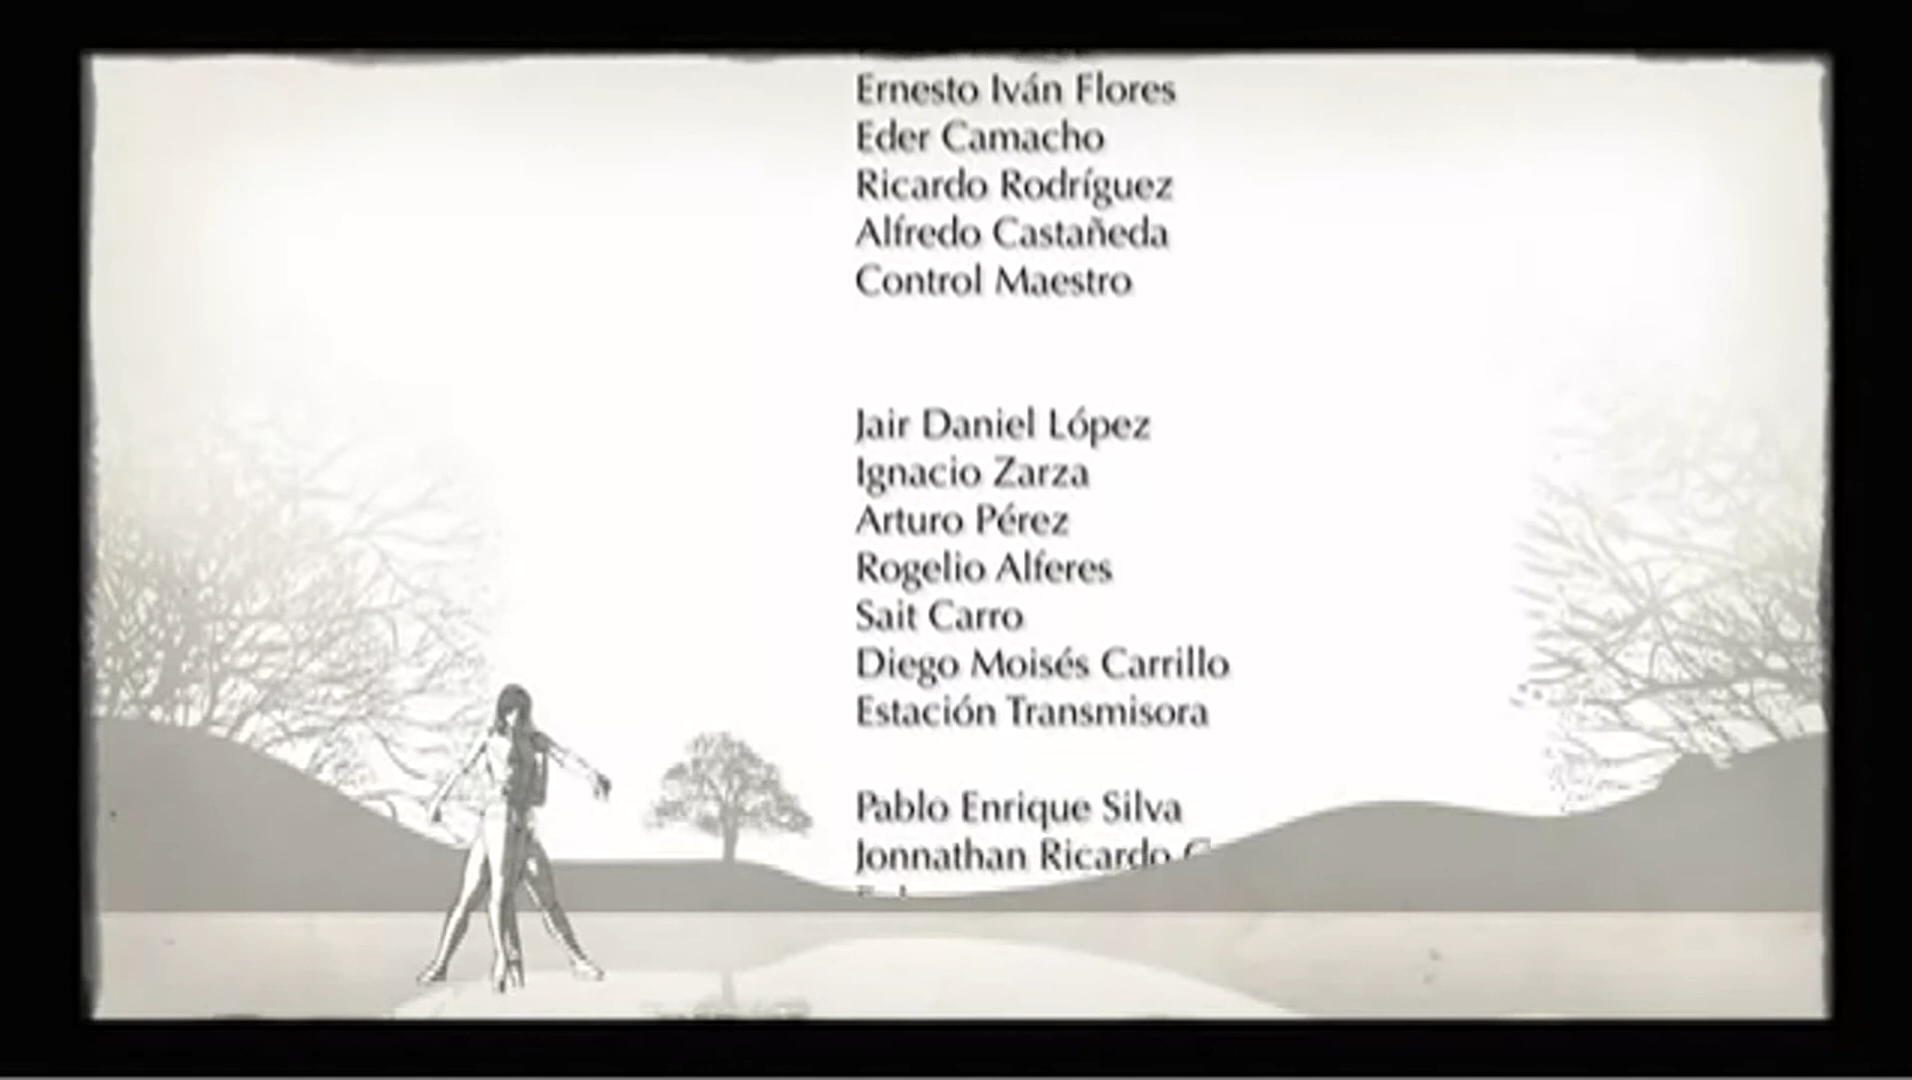 Ernesto Iván Flores
Eder Camacho
Ricardo Rodríguez
Alfredo Castañeda
Control Maestro
Jair Daniel López
Ignacio Zarza
Arturo Pérez
Rogelio Alferes
Sait Carro
Diego Moisés Carrillo
Estación Transmisora
Pablo Enrique Silva
Jonnathan Ricardo